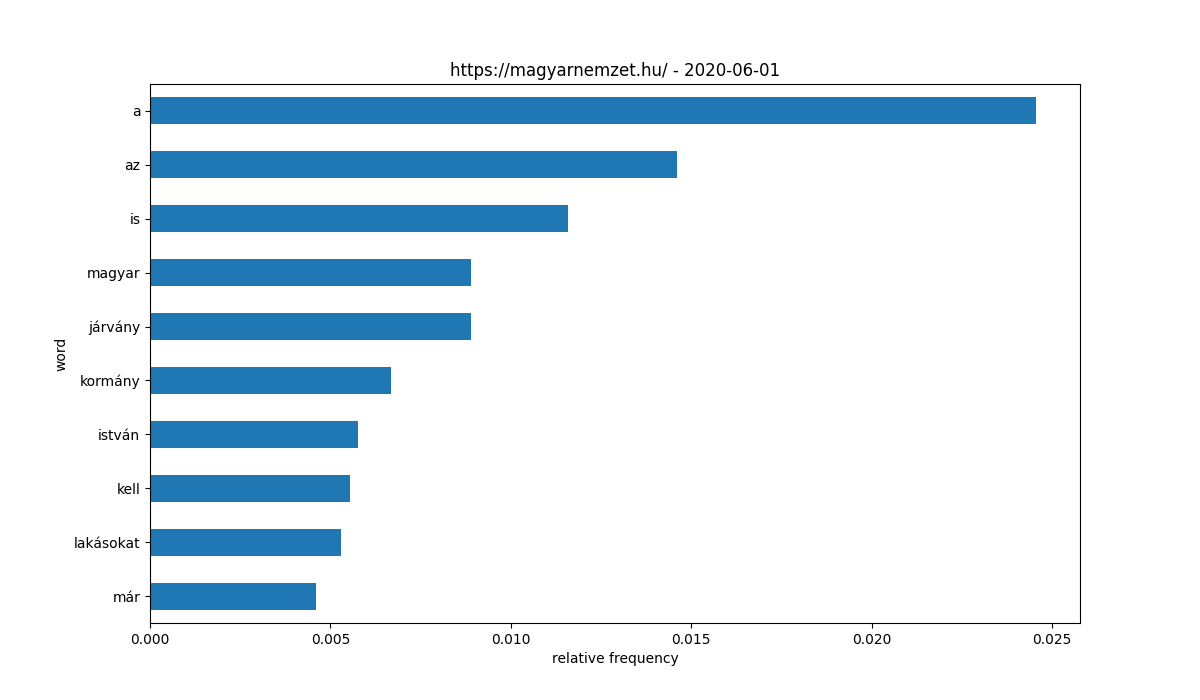 https://magyarnemzet.hu/ - 2020-06-01
a
az
is
magyar
járvány
kormány
istván
kell
lakásokat
már
word
0.000 0.005 0.010 0.015 0.020 0.025
relative frequency